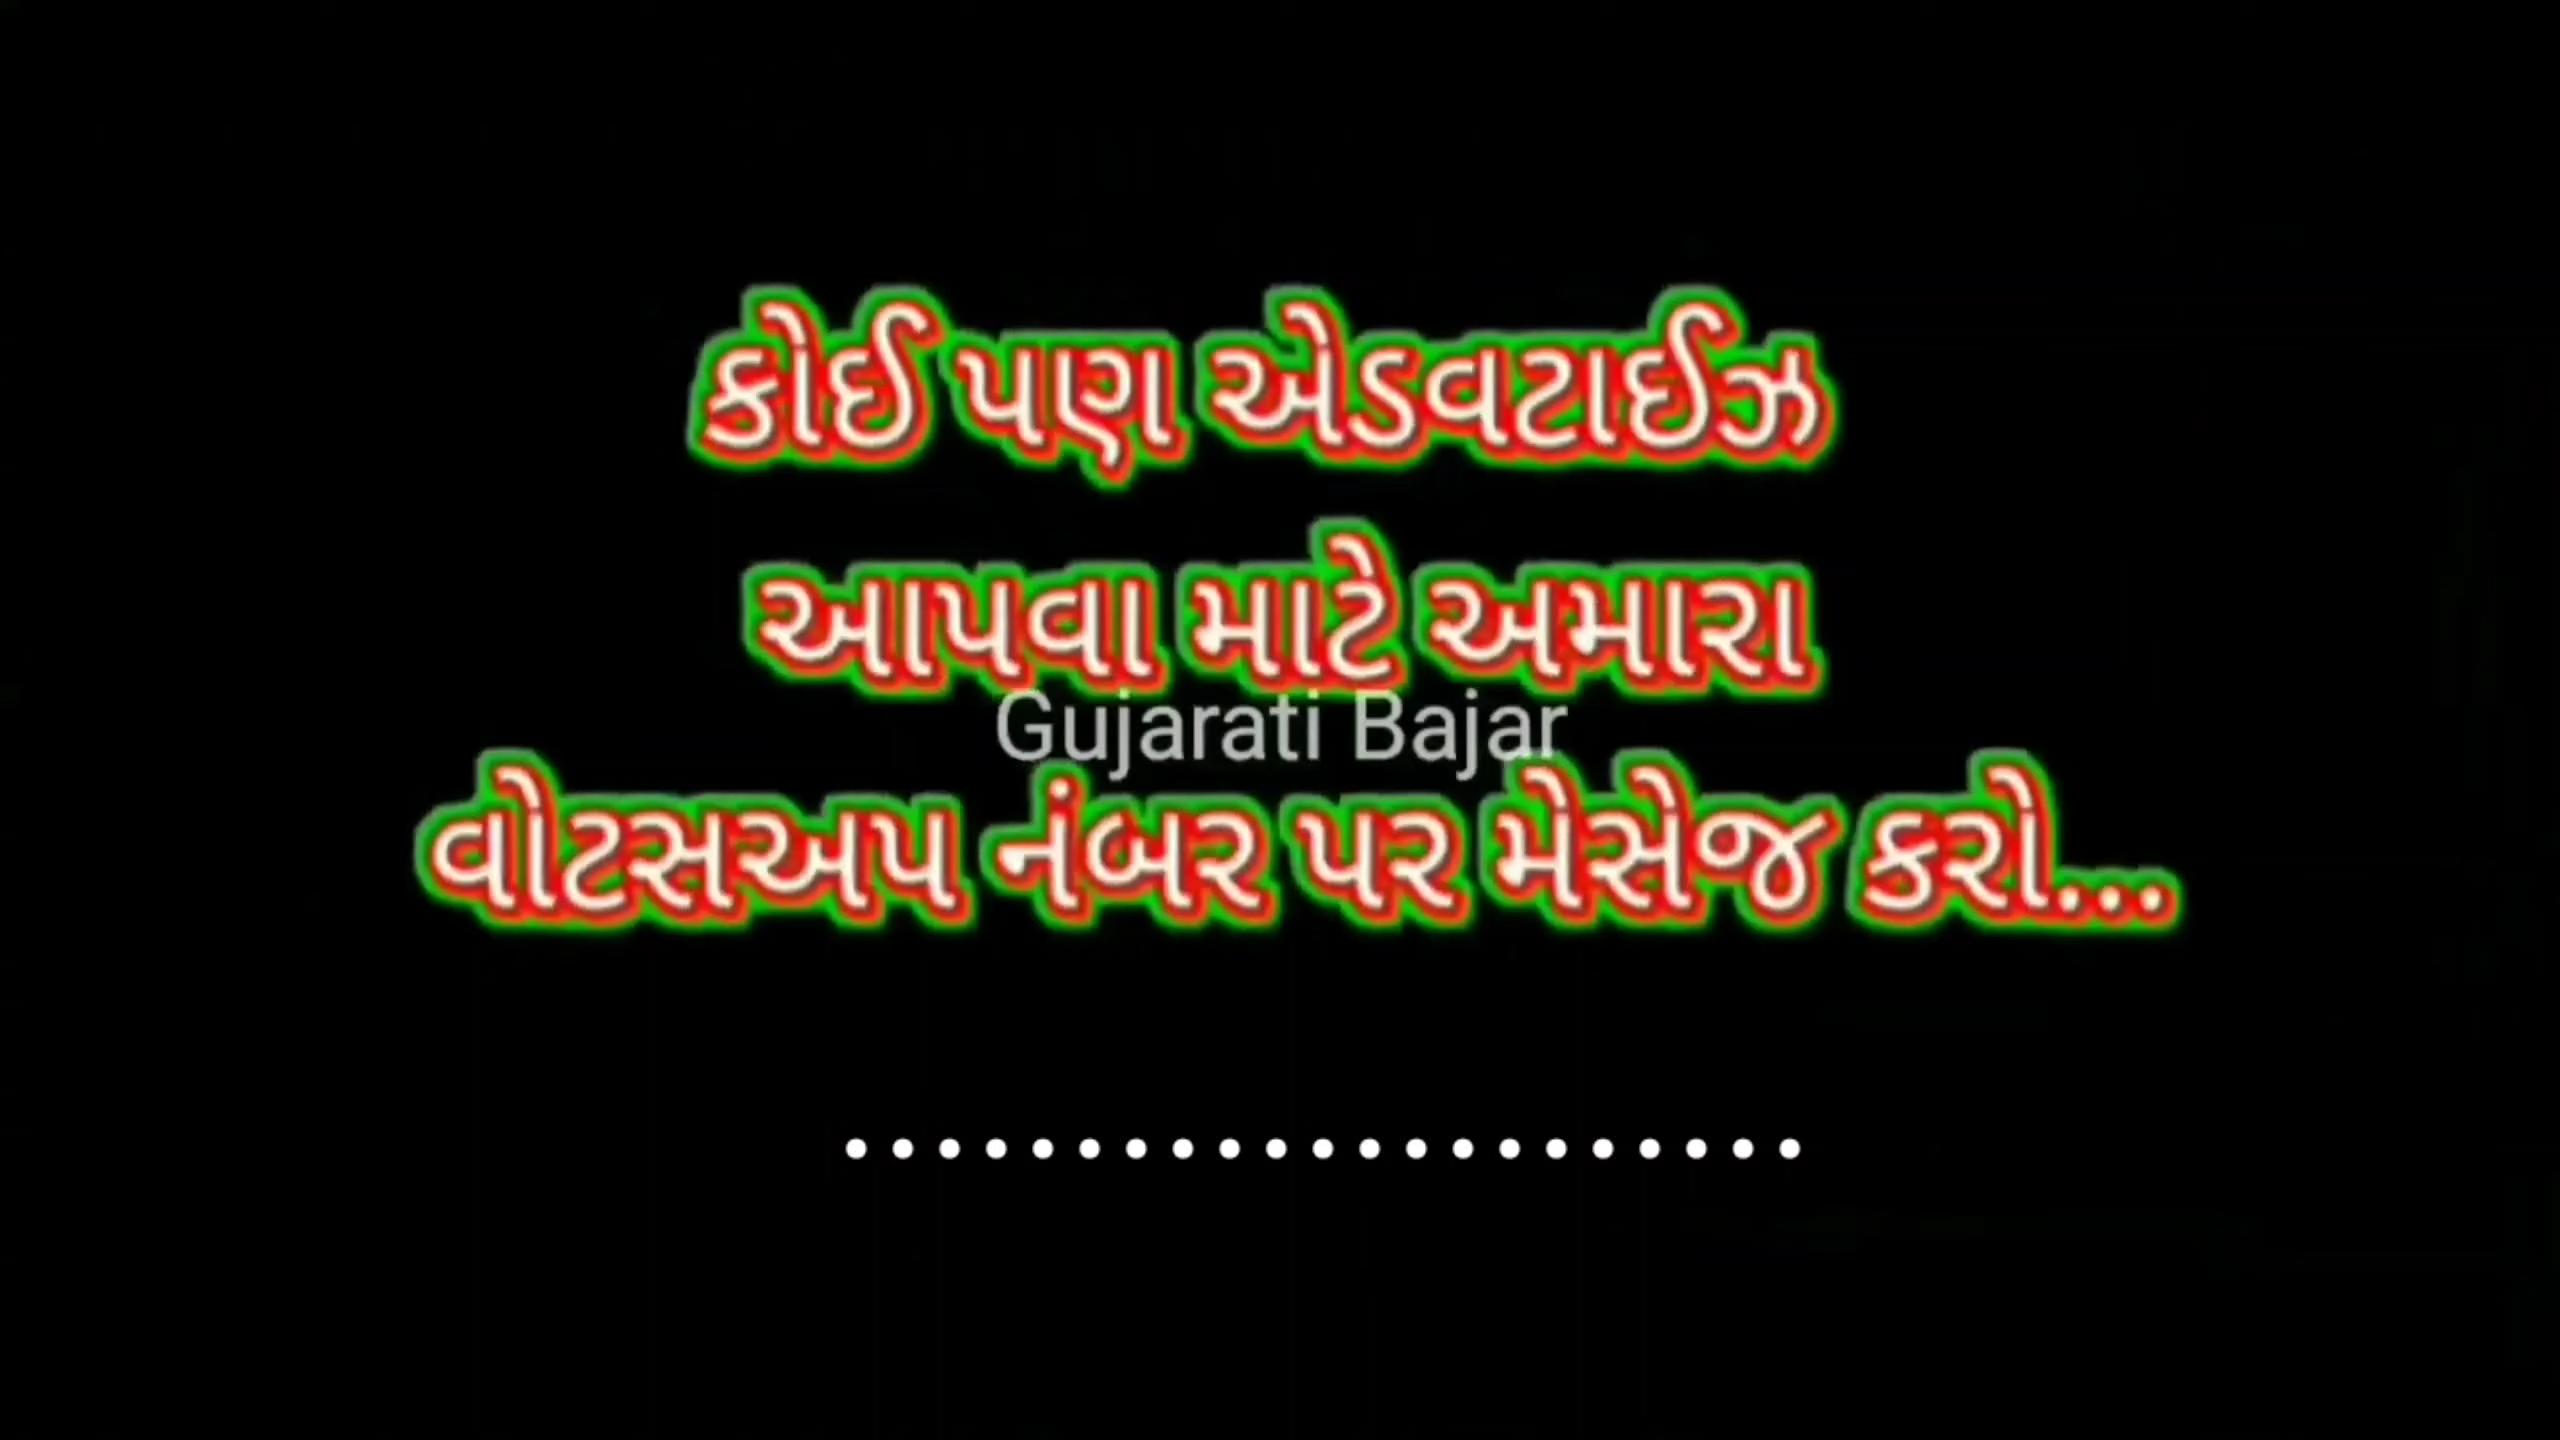 કોઈ પણ એડવટાઈઝ
આપવા માટે અમારા
Gujarati Bajar
વોટસઅપ નંબર પર મેસેજ કરો...